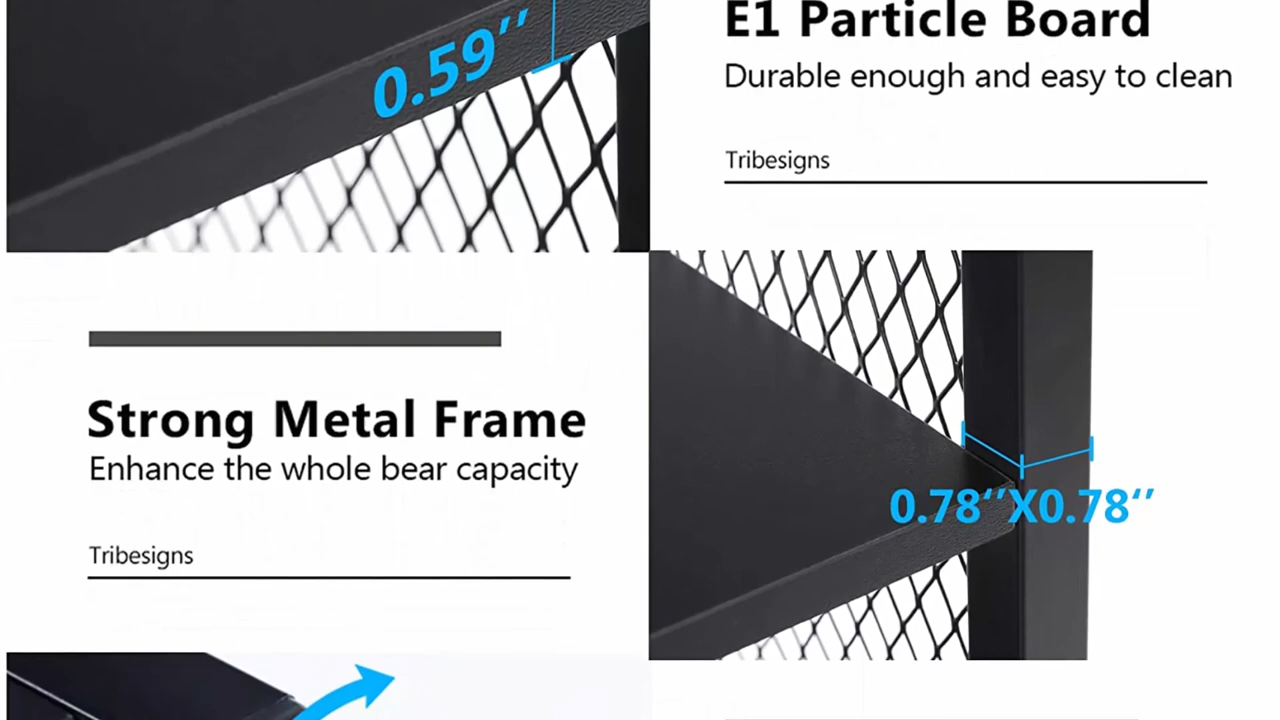 0.59’’
E1 Particle Board
Durable enough and easy to clean
Tribesigns
Strong Metal Frame
Enhance the whole bear capacity
Tribesigns
0.78‘’X0.78‘’